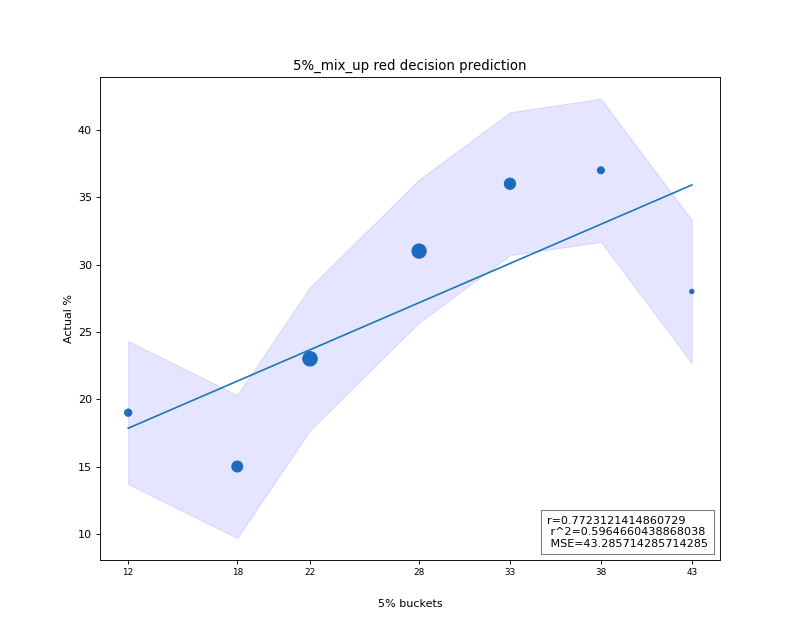 5%_mix_up red decision prediction
Actual %
40
35
30
25
20
15
10
12 18 22 28 33 38 43
5% buckets
r=0.7723121414860729
r^2=0.5964660438868038
MSE=43.285714285714285